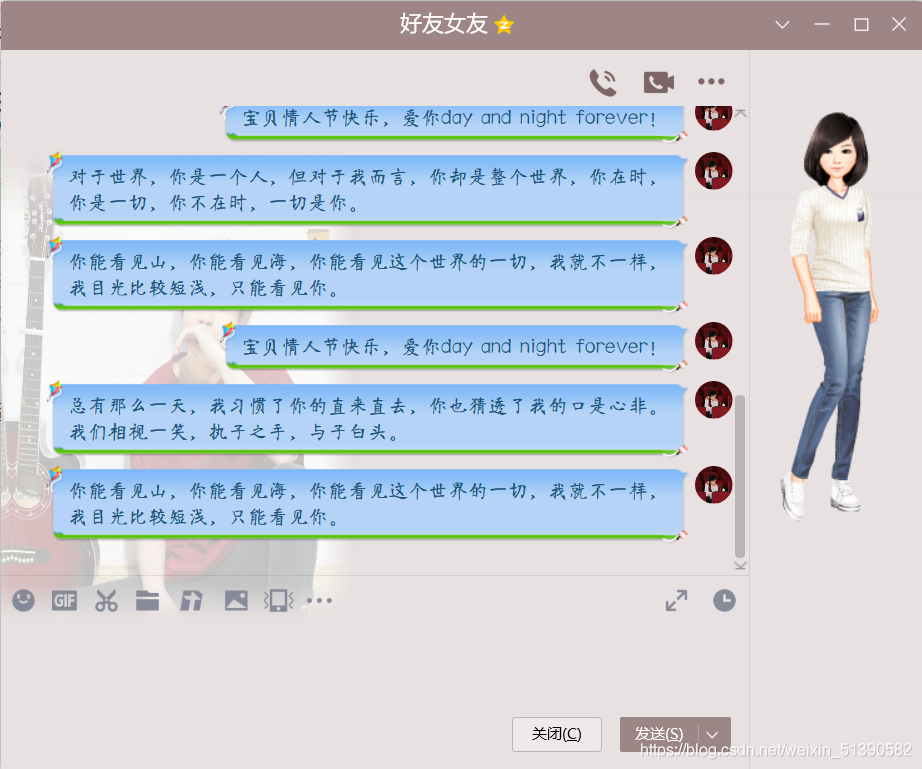 好友女友
宝贝情人节快乐，爱你day and night forever!
对于世界，你是一个人，但对于我而言，你却是整个世界，你在时，
你是一切，你不在时，一切是你。
你能看见山，你能看见海，你能看见这个世界的一切，我就不一样，
我目光比较短浅，只能看见你。
宝贝情人节快乐，爱你day and night forever!
总有那么一天，我习惯了你的直来直去，你也猜透了我的口是心非。
我们相视一笑，执子之手，与子白头。
你能看见山，你能看见海，你能看见这个世界的一切，我就不一样，
我目光比较短浅，只能看见你。
GIF
关闭(C)
发送(S)
https://blog.csdn.net/weixin_51390582